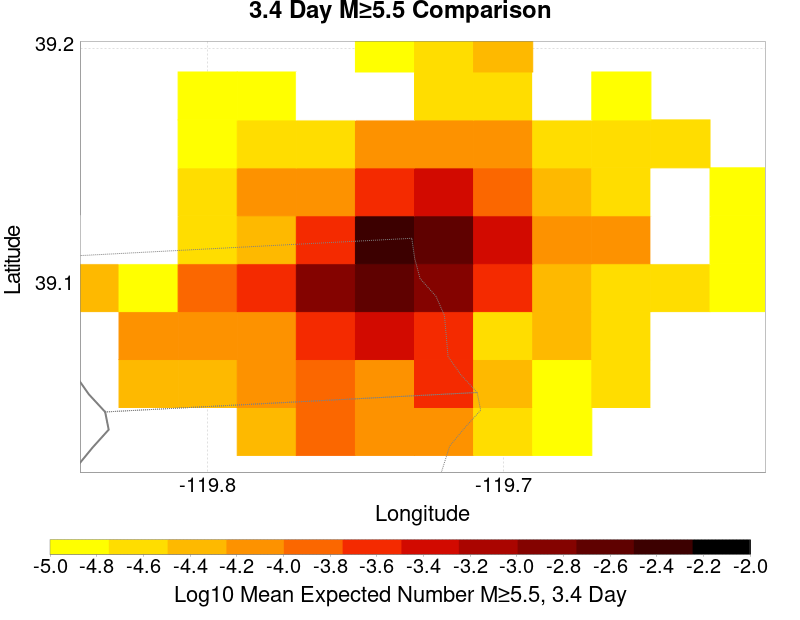 3.4 Day M≥5.5 Comparison
39.2
39.1
Latitude
-119.8 -119.7
Longitude
-5.0 -4.8 -4.6 -4.4 -4.2 -4.0 -3.8 -3.6 -3.4 -3.2 -3.0 -2.8 -2.6 -2.4 -2.2 -2.0
Log10 Mean Expected Number M≥5.5, 3.4 Day